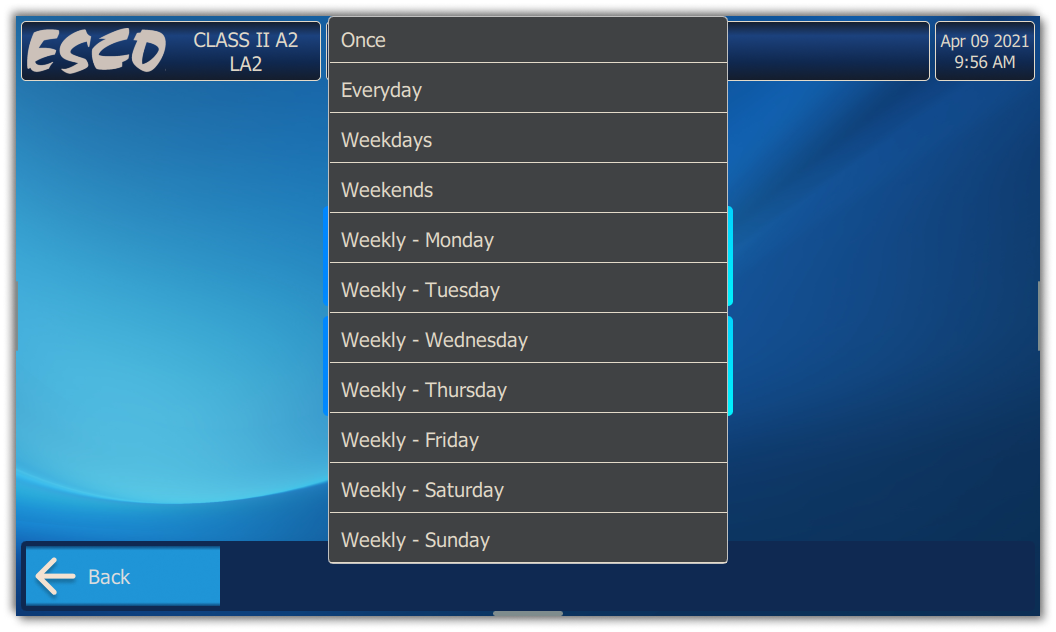 ESCO
CLASS II A2
LA2
Apr 09 2021
9:56 AM
Once
Everyday
Weekdays
Weekends
Weekly - Monday
Weekly - Tuesday
Weekly - Wednesday
Weekly - Thursday
Weekly - Friday
Weekly - Saturday
Weekly - Sunday
Back